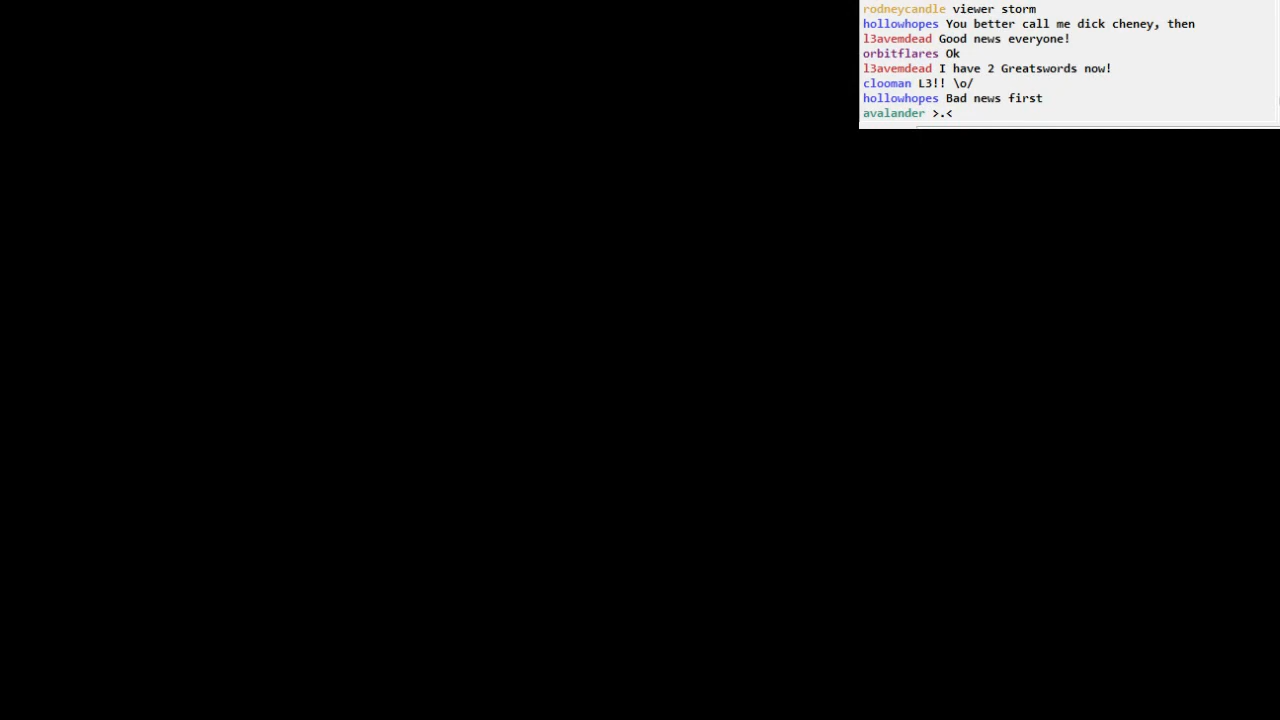 rodneycandle viewer storm
hollowhopes You better call me dick cheney, then
l3avemdead Good news everyone!
orbitflares Ok
l3avemdead I have 2 Greatswords now!
clooman L3!! \o/
hollowhopes Bad news first
avalander >.<